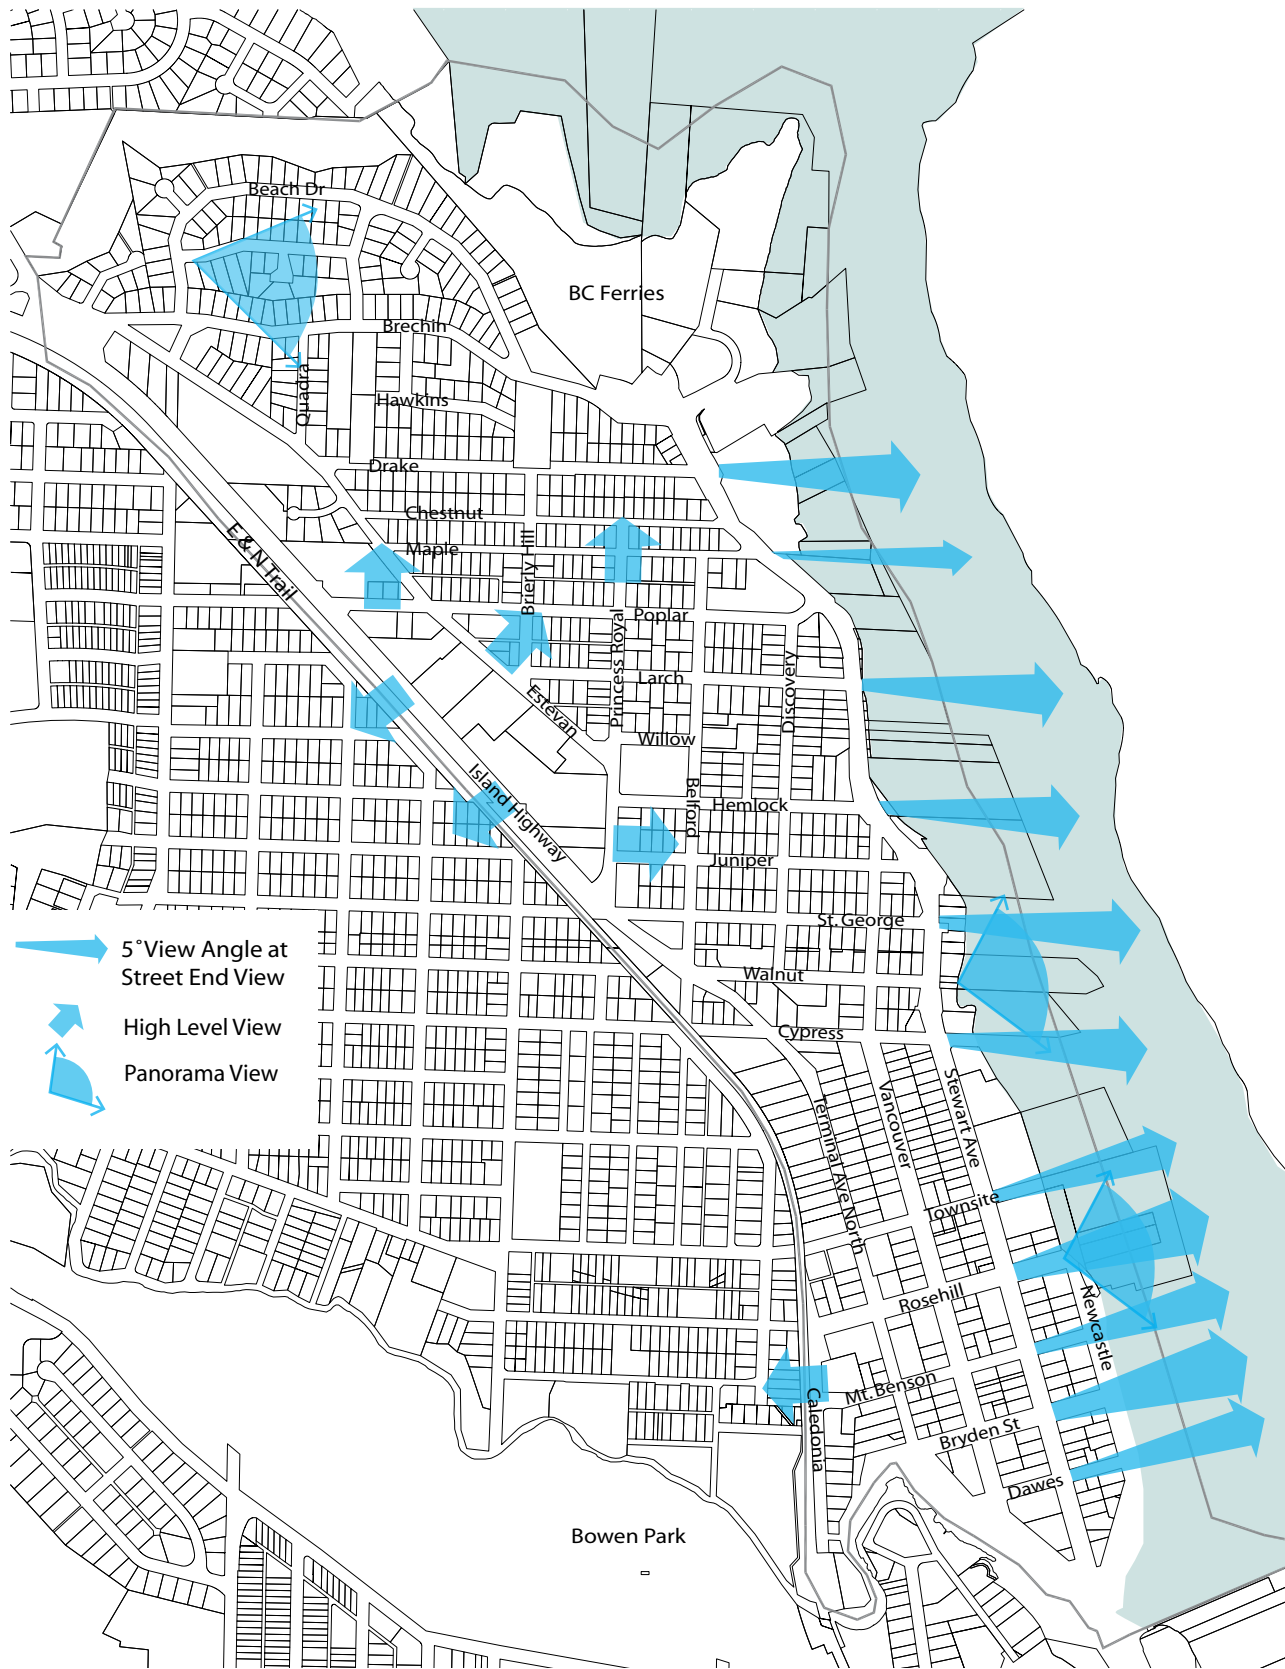 Beach Dr
BC Ferries
Brechin
Quadra
Hawkins
Drake
Chestnut
Maple
E & N Trail
Brierly Hill
Poplar
Princess Royal
Larch
Discovery
Estevan
Willow
Island Highway
Belford
Hemlock
Juniper
St. George
Walnut
Cypress
5˚View Angle at
Street End View
High Level View
Panorama View
Stewart Ave
Vancouver
Terminal Ave North
Townsite
Rosehill
Newcastle
Mt. Benson
Caledonia
Bryden St
Dawes
Bowen Park